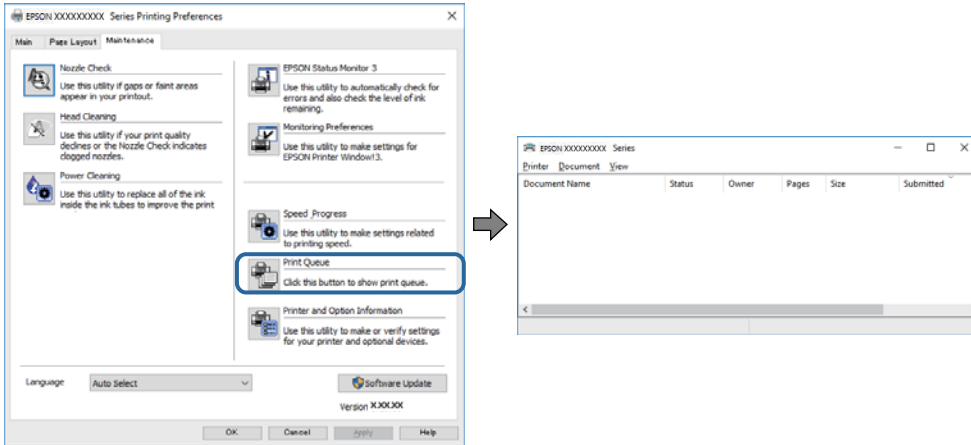 EPSON XXXXXXXXX Series Printing Preferences
Main Page Layout Maintenance
Nozzle Check
Use this utility if gaps or faint areas
appear in your printout.
Head Cleaning
Use this utility if your print quality
declines or the Nozzle Check indicates
clogged nozzles.
Power Cleaning
Use this utility to replace all of the ink
inside the ink tubes to improve the print
EPSON Status Monitor 3
Use this utility to automatically check for
errors and also check the level of ink
remaining.
Monitoring Preferences
Use this utility to make settings for
EPSON Printer Window!3.
Speed Progress
Use this utility to make settings related
to printing speed.
Print Queue
Click this button to show print queue.
Printer and Option Information
Use this utility to make or verify settings
for your printer and optional devices.
Language Auto Select
Software Update
Version X.XX.XX
OK Cancel Apply Help
EPSON XXXXXXXXX Series
Printer Document View
Document Name Status Owner Pages Size Submitted